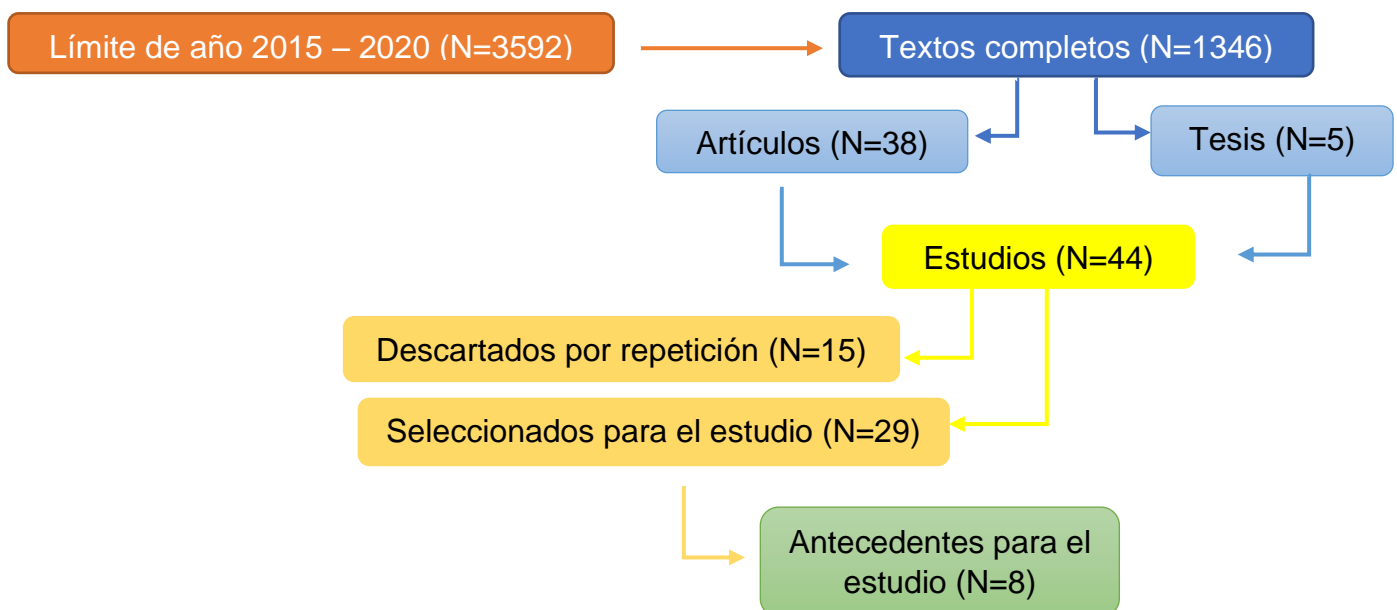 Límite de año 2015 – 2020 (N=3592)
Textos completos (N=1346)
Artículos (N=38)
Tesis (N=5)
Estudios (N=44)
Descartados por repetición (N=15)
Seleccionados para el estudio (N=29)
Antecedentes para el
estudio (N=8)